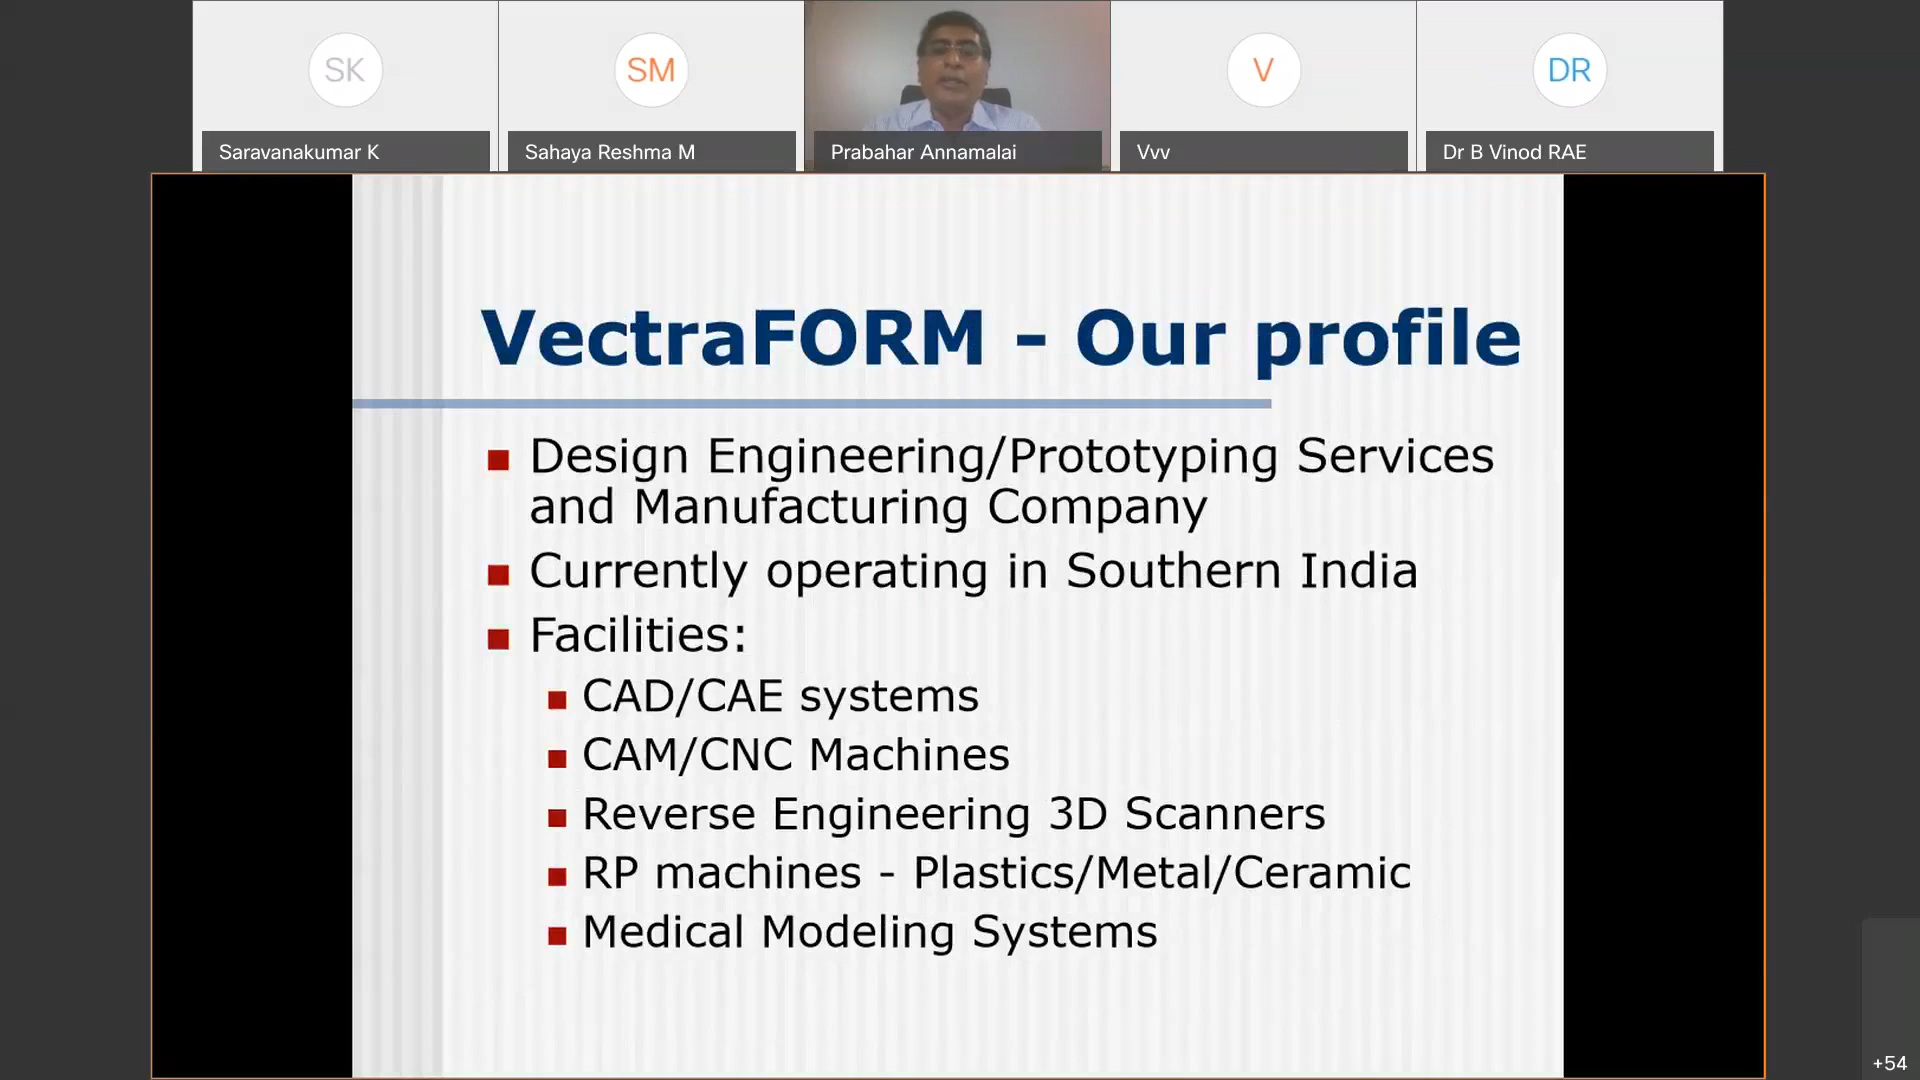 SK
SM
V
DR
Saravanakumar K
Sahaya Reshma M
Prabahar Annamalai
Vvv
Dr B Vinod RAE
VectraFORM - Our profile
Design Engineering/Prototyping Services
and Manufacturing Company
Currently operating in Southern India
Facilities:
CAD/CAE systems
CAM/CNC Machines
Reverse Engineering 3D Scanners
RP machines - Plastics/Metal/Ceramic
Medical Modeling Systems
+54